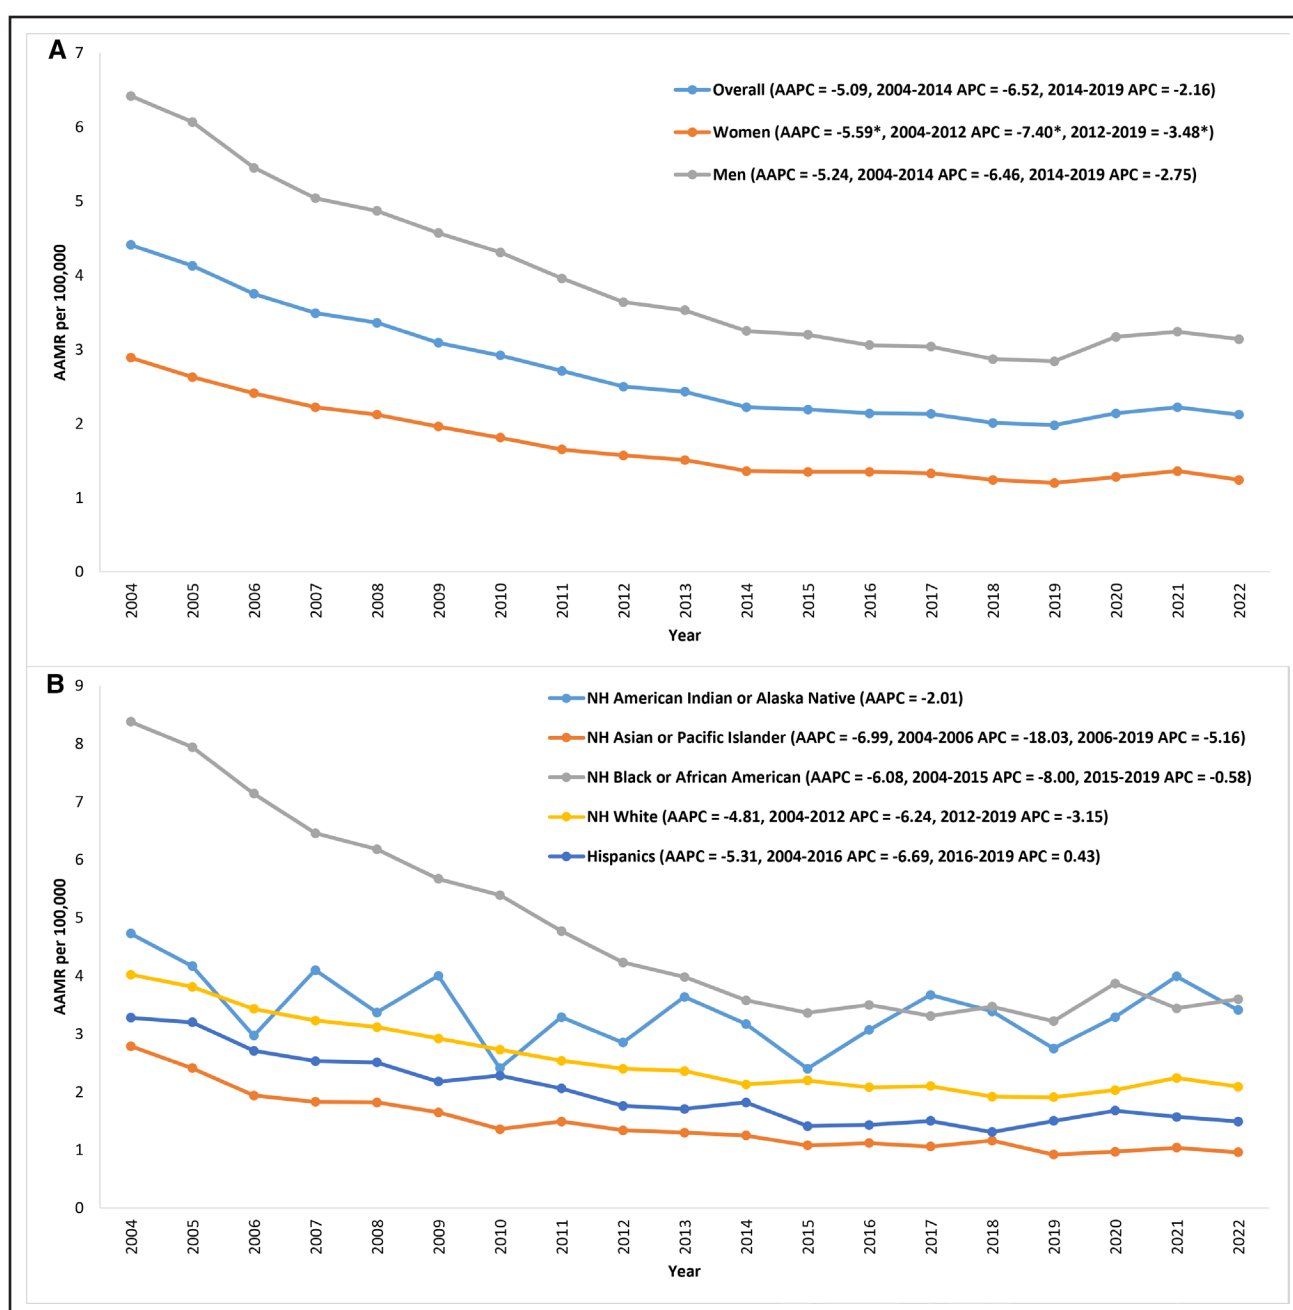 A
7
6
5
4
3
2
1
0
AAMR per 100,000
Overall (AAPC = -5.09, 2004-2014 APC = -6.52, 2014-2019 APC = -2.16)
Women (AAPC = -5.59*, 2004-2012 APC = -7.40*, 2012-2019 = -3.48*)
Men (AAPC = -5.24, 2004-2014 APC = -6.46, 2014-2019 APC = -2.75)
2004 2005 2006 2007 2008 2009 2010 2011 2012 2013 2014 2015 2016 2017 2018 2019 2020 2021 2022
Year
B
9
8
7
6
5
4
3
2
1
0
AAMR per 100,000
NH American Indian or Alaska Native (AAPC = -2.01)
NH Asian or Pacific Islander (AAPC = -6.99, 2004-2006 APC = -18.03, 2006-2019 APC = -5.16)
NH Black or African American (AAPC = -6.08, 2004-2015 APC = -8.00, 2015-2019 APC = -0.58)
NH White (AAPC = -4.81, 2004-2012 APC = -6.24, 2012-2019 APC = -3.15)
Hispanics (AAPC = -5.31, 2004-2016 APC = -6.69, 2016-2019 APC = 0.43)
2004 2005 2006 2007 2008 2009 2010 2011 2012 2013 2014 2015 2016 2017 2018 2019 2020 2021 2022
Year